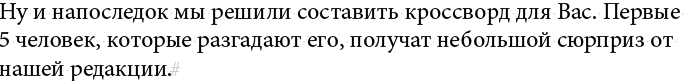 Ну и напоследок мы решили составить кроссворд для Вас. Первые
5 человек, которые разгадают его, получат небольшой сюрприз от
нашей редакции.#